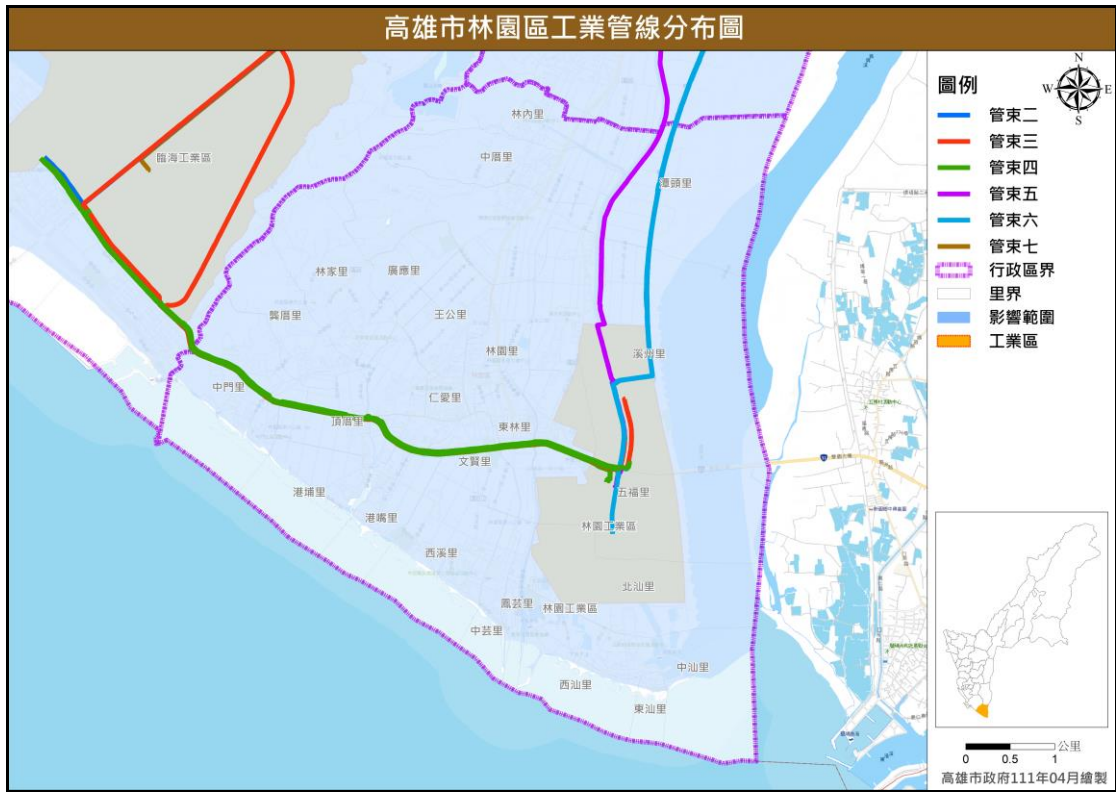 高雄市林園區工業管線分布圖
圖例
N
W
E
S
管束二
管束三
管束四
管束五
管束六
管束七
行政區界
里界
影響範圍
工業區
臨海工業區
林內里
中厝里
潭頭里
林家里
廣應里
龔厝里
王公里
林園里
溪州里
中門里
仁愛里
頂厝里
東林里
文賢里
五福里
港埔里
林園工業區
港嘴里
西溪里
北汕里
鳳芸里
林園工業區
中芸里
中汕里
西汕里
東汕里
公里
0
0.5
1
高雄市政府111年04月繪製